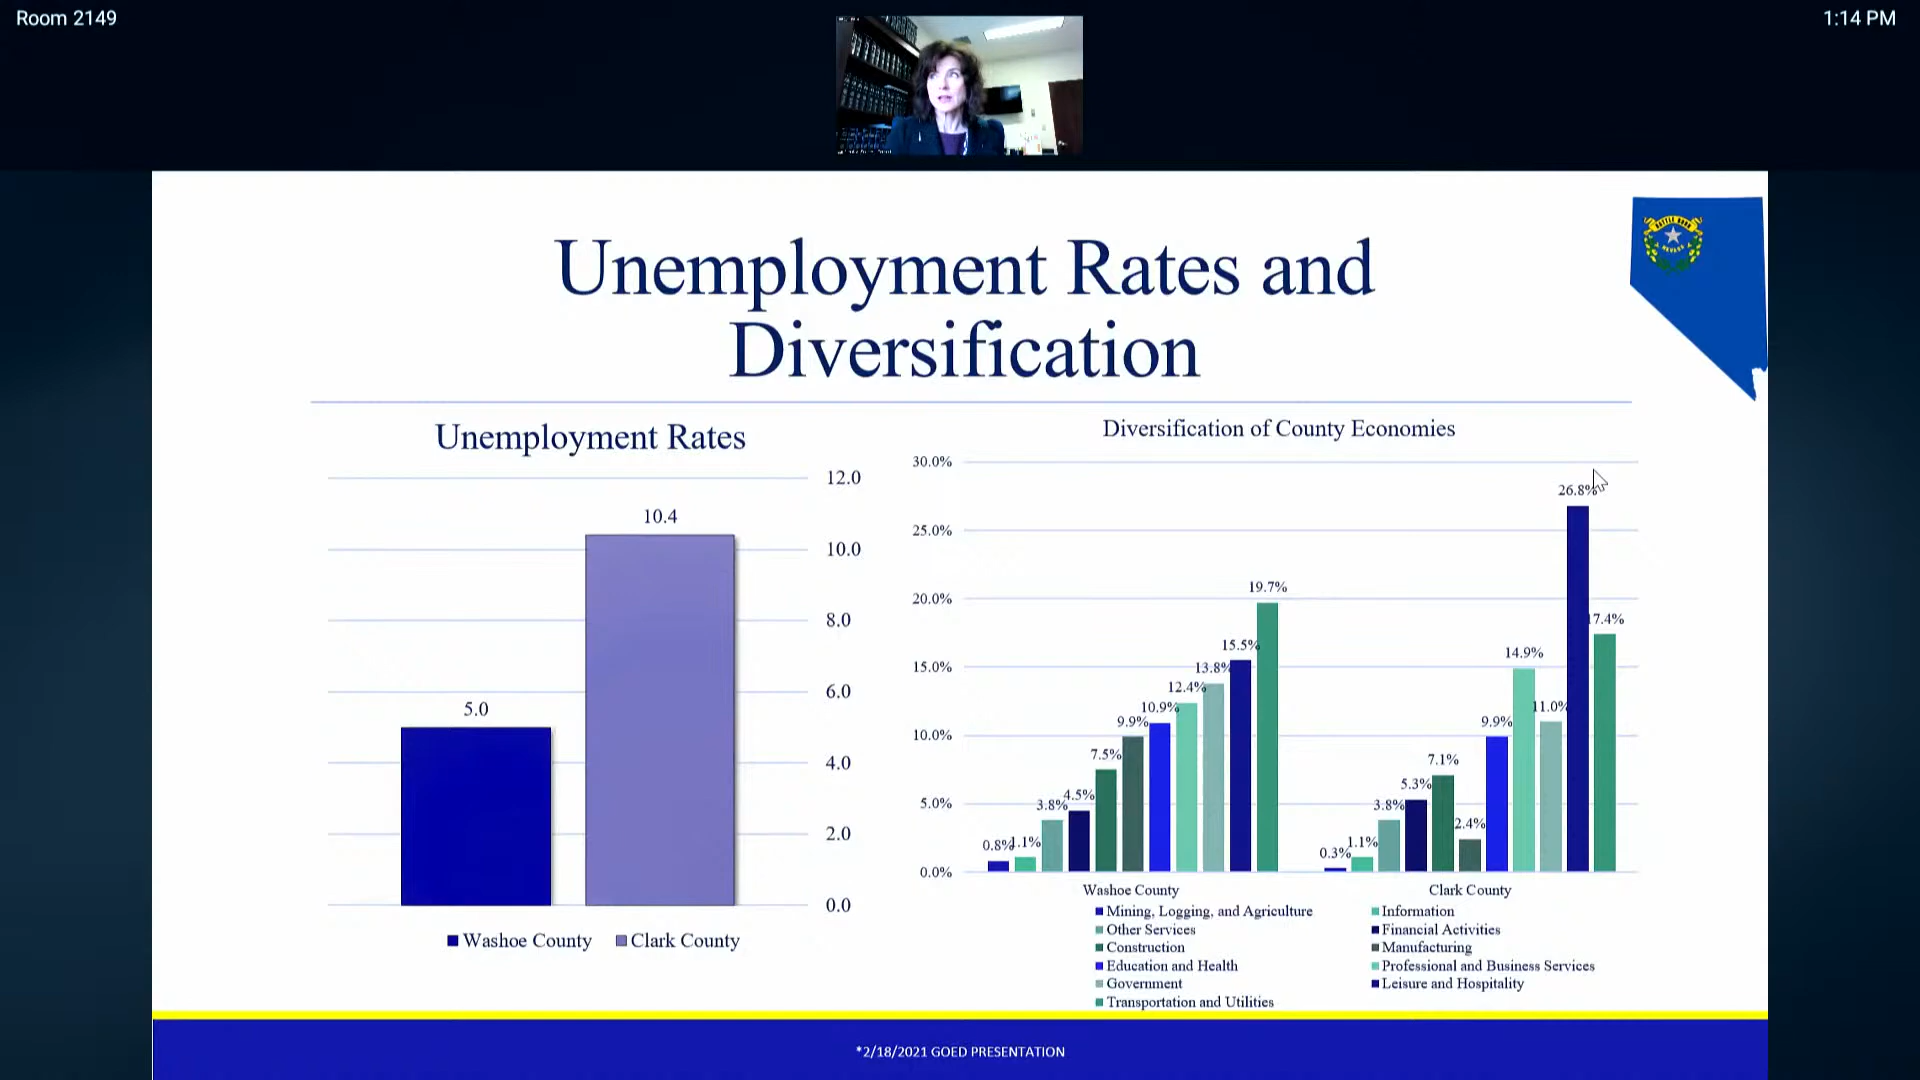 Room 2149
1:14 PM
BATTLE BORN
NEVADA
Unemployment Rates and
Diversification
Unemployment Rates
12.0
10.0
8.0
6.0
4.0
2.0
0.0
10.4
5.0
Washoe County
Clark County
Diversification of County Economies
30.0%
25.0%
20.0%
15.0%
10.0%
5.0%
0.0%
0.8%
1.1%
3.8%
4.5%
7.5%
9.9%
10.9%
12.4%
13.8%
15.5%
19.7%
0.3%
1.1%
3.8%
5.3%
7.1%
2.4%
9.9%
14.9%
11.0%
26.8%
17.4%
Washoe County
Clark County
Mining, Logging, and Agriculture
Information
Other Services
Financial Activities
Construction
Manufacturing
Education and Health
Professional and Business Services
Government
Leisure and Hospitality
Transportation and Utilities
*2/18/2021 GOED PRESENTATION